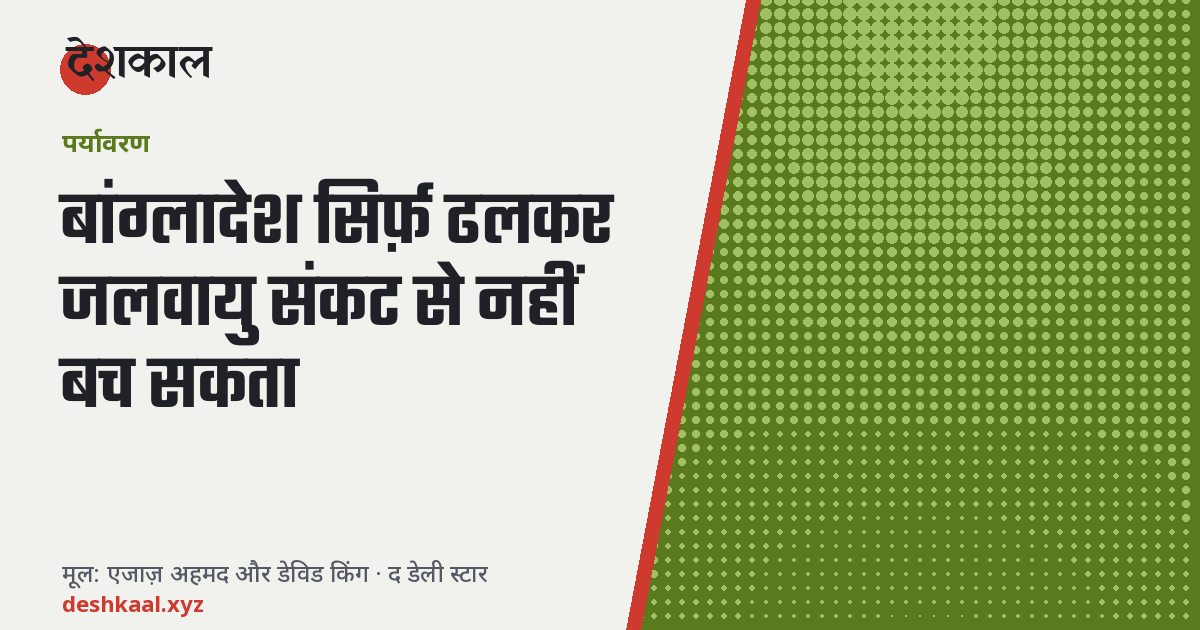 देशकाल
पर्यावरण
बांग्लादेश सिर्फ़ ढलकर
जलवायु संकट से नहीं
बच सकता
मूल: एजाज़ अहमद और डेविड किंग · द डेली स्टार
deshkaal.xyz